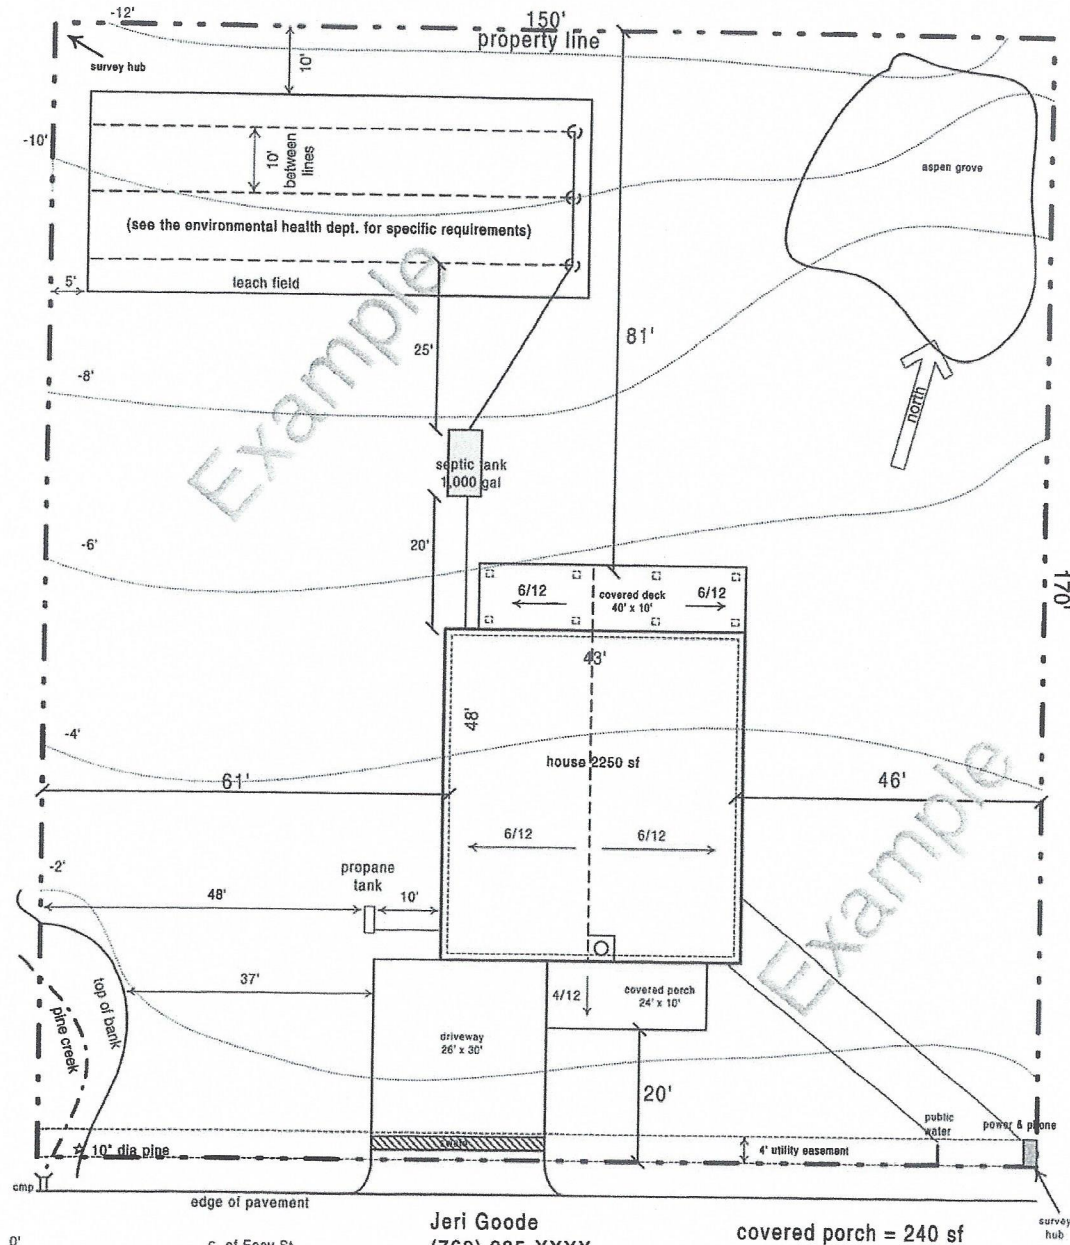 -12'
150'
property line
survey hub
10'
-10'
10'
between
lines
aspen grove
(see the environmental health dept. for specific requirements)
leach field
5'
Example
25'
81'
-8'
north
septic tank
1,000 gal
-6'
20'
170'
6/12
covered deck
40' x 10'
6/12
43'
48'
-4'
house 2250 sf
61'
46'
6/12
6/12
Example
-2'
propane
tank
48'
10'
37'
top of bank
pine creek
4/12
covered porch
24' x 10'
driveway
26' x 30'
20'
public
water
power & phone
10" dia pine
4' utility easement
cmp
edge of pavement
survey
hub
Jeri Goode
covered porch = 240 sf
0'
of Easy St